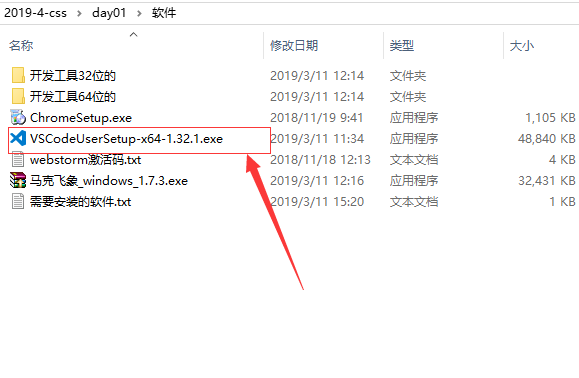 2019-4-css › day01 › 软件
名称 修改日期 类型 大小
开发工具32位的 2019/3/11 12:14 文件夹
开发工具64位的 2019/3/11 12:14 文件夹
ChromeSetup.exe 2018/11/19 9:41 应用程序 1,105 KB
VSCodeUserSetup-x64-1.32.1.exe 2019/3/11 11:34 应用程序 48,840 KB
webstorm激活码.txt 2018/11/18 12:13 文本文档 4 KB
马克飞象_windows_1.7.3.exe 2019/3/11 12:16 应用程序 32,431 KB
需要安装的软件.txt 2019/3/11 15:20 文本文档 1 KB